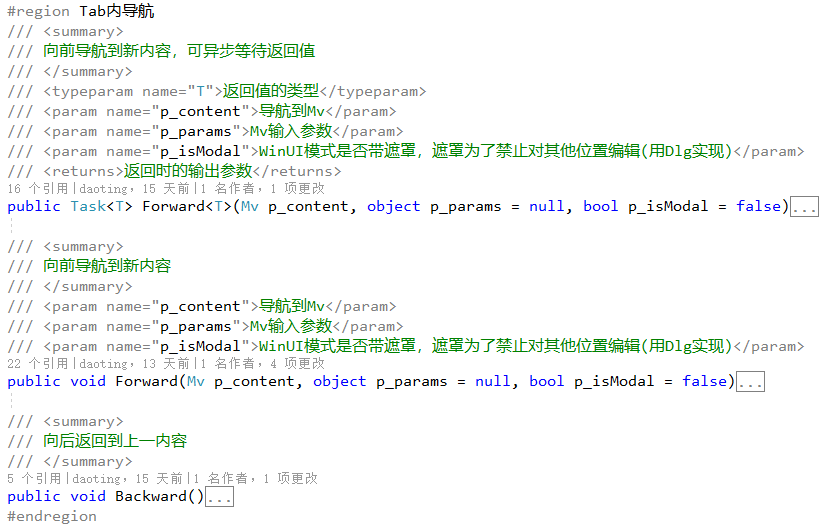 #region Tab内导航
/// <summary>
/// 向前导航到新内容，可异步等待返回值
/// </summary>
/// <typeparam name="T">返回值的类型</typeparam>
/// <param name="p_content">导航到Mv</param>
/// <param name="p_params">Mv输入参数</param>
/// <param name="p_isModal">WinUI模式是否带遮罩，遮罩为了禁止对其他位置编辑(用Dlg实现)</param>
/// <returns>返回时的输出参数</returns>
16 个引用|daoting，15 天前|1 名作者，1 项更改
public Task<T> Forward<T>(Mv p_content, object p_params = null, bool p_isModal = false)...
/// <summary>
/// 向前导航到新内容
/// </summary>
/// <param name="p_content">导航到Mv</param>
/// <param name="p_params">Mv输入参数</param>
/// <param name="p_isModal">WinUI模式是否带遮罩，遮罩为了禁止对其他位置编辑(用Dlg实现)</param>
22 个引用|daoting，13 天前|1 名作者，4 项更改
public void Forward(Mv p_content, object p_params = null, bool p_isModal = false)...
/// <summary>
/// 向后返回到上一内容
/// </summary>
5 个引用|daoting，15 天前|1 名作者，1 项更改
public void Backward()...
#endregion